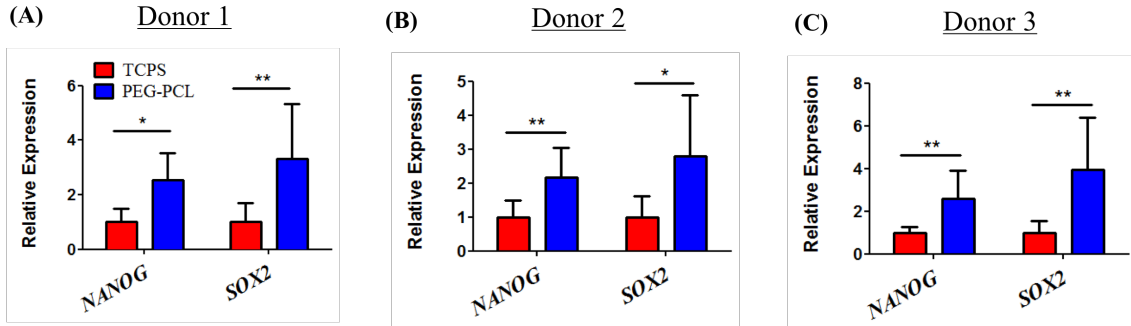 (A) Donor 1
Relative Expression
6
4
2
0
TCPS
PEG-PCL
*
**
NANOG
SOX2
(B) Donor 2
Relative Expression
5
4
3
2
1
0
**
*
NANOG
SOX2
(C) Donor 3
Relative Expression
8
6
4
2
0
**
**
NANOG
SOX2